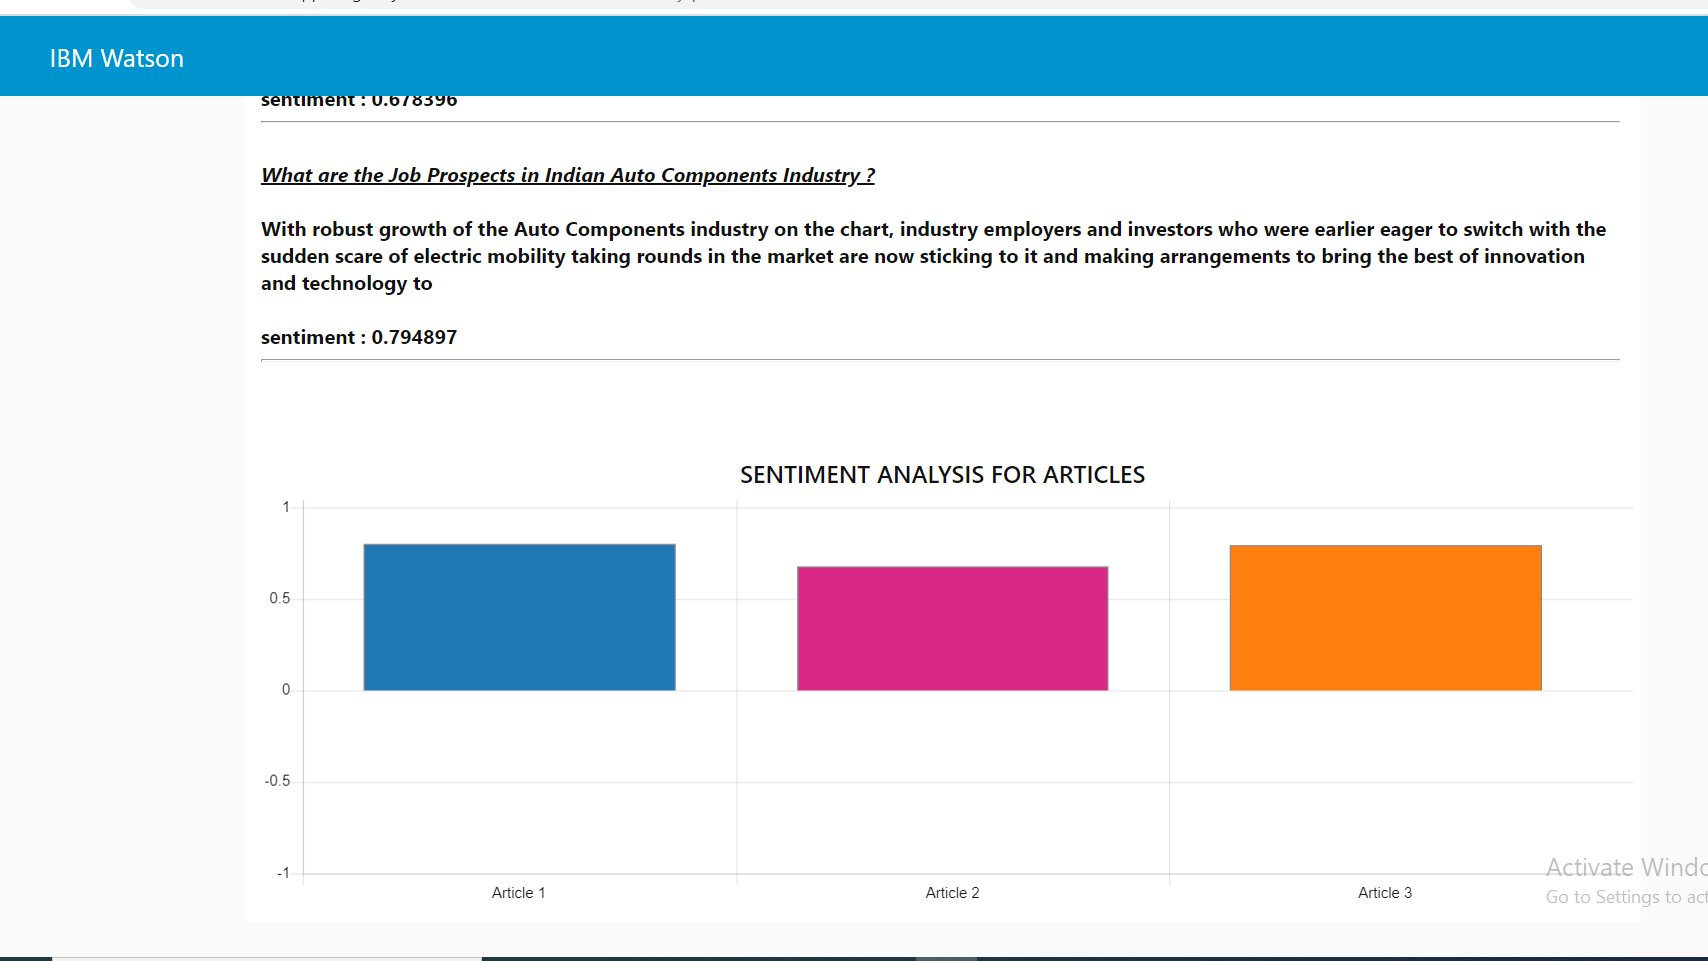 IBM Watson
sentiment : 0.678396
What are the Job Prospects in Indian Auto Components Industry ?
With robust growth of the Auto Components industry on the chart, industry employers and investors who were earlier eager to switch with the
sudden scare of electric mobility taking rounds in the market are now sticking to it and making arrangements to bring the best of innovation
and technology to
sentiment : 0.794897
SENTIMENT ANALYSIS FOR ARTICLES
1
0.5
0
-0.5
-1
Article 1 Article 2 Article 3
Activate Windo
Go to Settings to act